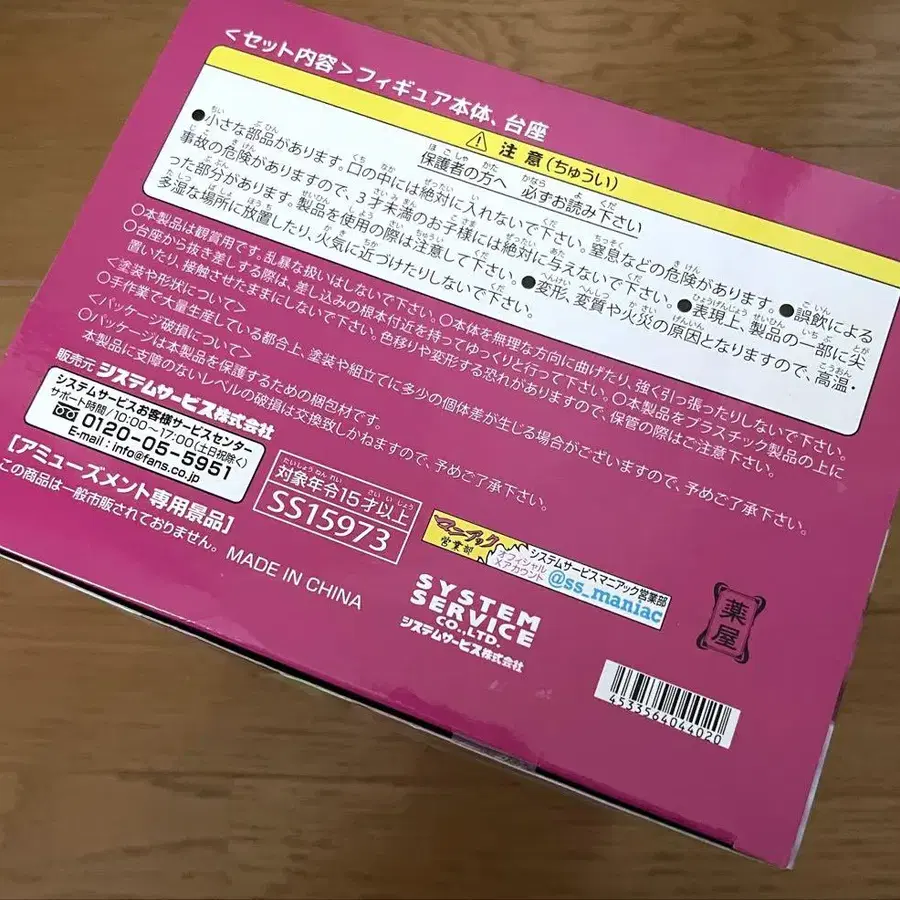 <セット内容>フィギュア本体、台座
⚠ 注意(ちゅうい)
保護者の方へ 必ずお読み下さい
●小さな部品があります。口の中には絶対に入れないで下さい。窒息などの危険があります。●誤飲による
事故の危険がありますので、3才未満のお子様には絶対に与えないで下さい。●表現上、製品の一部に尖
った部分があります。製品を使用の際は注意して下さい。●変形、変質や火災の原因となりますので、高温・
多湿な場所に放置したり、火気に近づけたりしないで下さい。
○本製品は観賞用です。乱暴な扱いはしないで下さい。○本体を無理な方向に曲げたり、強く引っ張ったりしないで下さい。
○台座から抜き差しする際は、差し込みの根本付近を持ってゆっくりと行って下さい。○本製品をプラスチック製品の上に
置いたり、接触させたままにしないで下さい。色移りや変形する恐れがありますので、保管の際はご注意下さい。
<塗装や形状について>
○手作業で大量生産している都合上、塗装や組立てに多少の個体差が生じる場合がございますので、予めご了承下さい。
<パッケージ破損について>
○パッケージは本製品を保護するための梱包材です。
本製品に支障のないレベルの破損は交換致しかねますので、予めご了承下さい。
販売元 システムサービス株式会社
システムサービスお客様サービスセンター
サポート時間/10:00〜17:00(土日祝除く)
0120-05-5951
E-mail:info@fans.co.jp
[アミューズメント専用景品]
この商品は一般市販されておりません。
対象年令15才以上
たいしょうねんれい さい いじょう
SS15973
MADE IN CHINA
マニアック
営業部
システムサービスマニアック営業部
オフィシャル
Xアカウント
@ss_maniac
SYSTEM
SERVICE
CO.,LTD.
システムサービス株式会社
薬屋
4533564044020